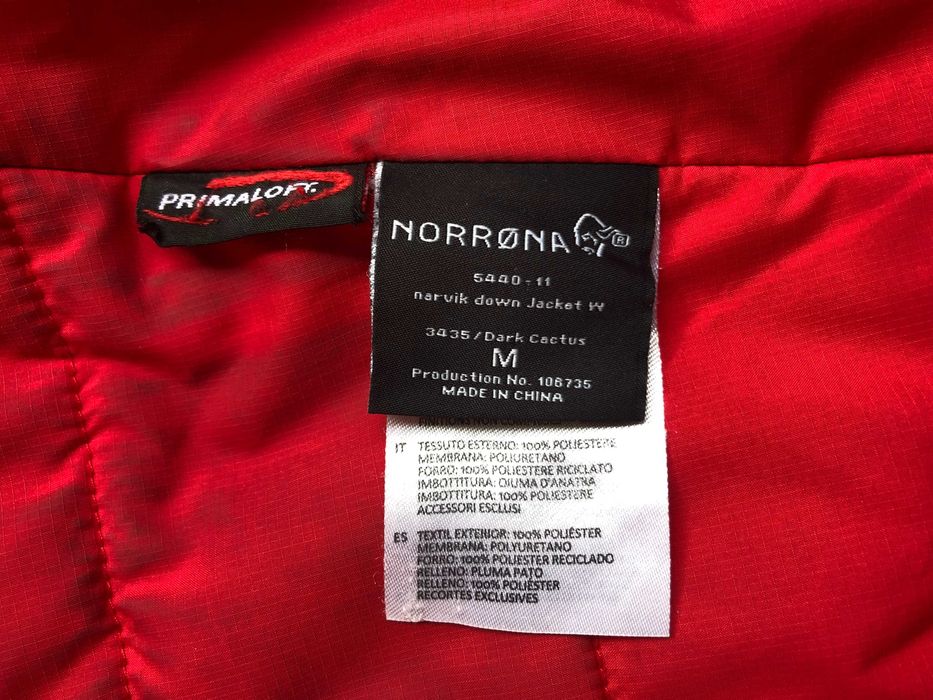 PRIMALOFT
NORRØNA ®
5440-11
narvik down Jacket W
3435/Dark Cactus
M
Production No. 106735
MADE IN CHINA
IT TESSUTO ESTERNO: 100% POLIESTERE
MEMBRANA: POLIURETANO
FORRO: 100% POLIESTERE RICICLATO
IMBOTTITURA: QIUMA D'ANATRA
IMBOTTITURA: 100% POLIESTERE
ACCESSORI ESCLUSI
ES TEXTIL EXTERIOR: 100% POLIÉSTER
MEMBRANA: POLYURETANO
FORRO: 100% POLIÉSTER RECICLADO
RELLENO: PLUMA PATO
RELLENO: 100% POLIÉSTER
RECORTES EXCLUSIVES